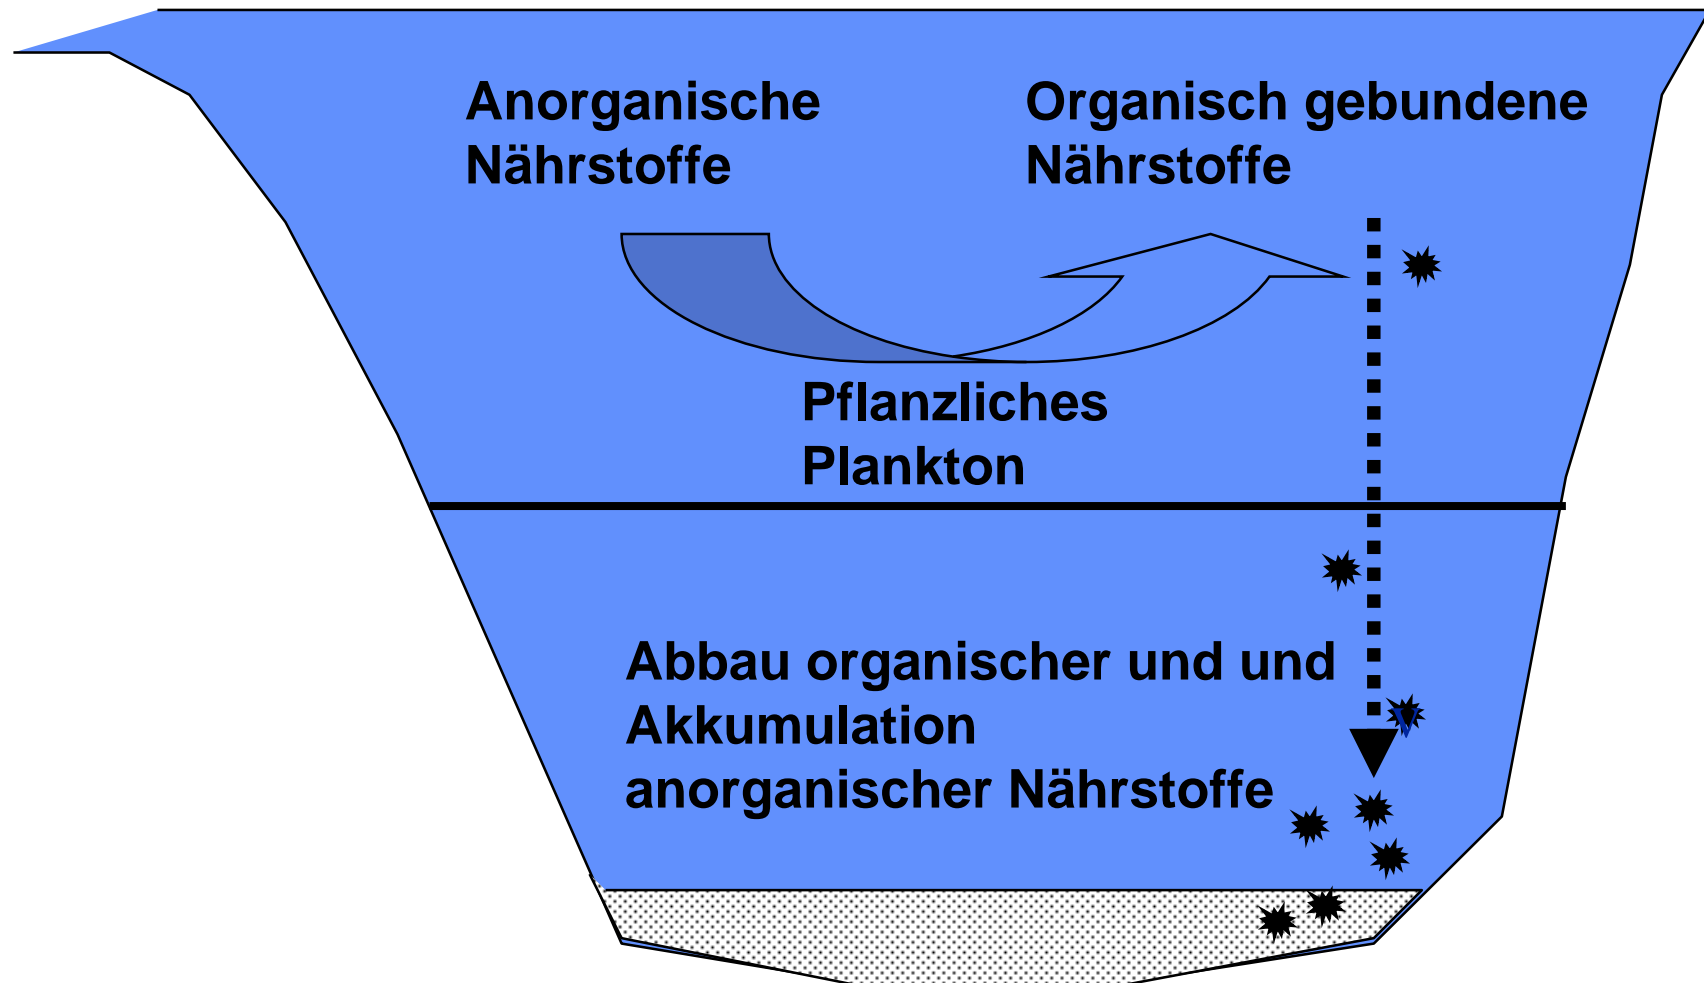 Anorganische
Nährstoffe
Organisch gebundene
Nährstoffe
Pflanzliches
Plankton
Abbau organischer und und
Akkumulation
anorganischer Nährstoffe